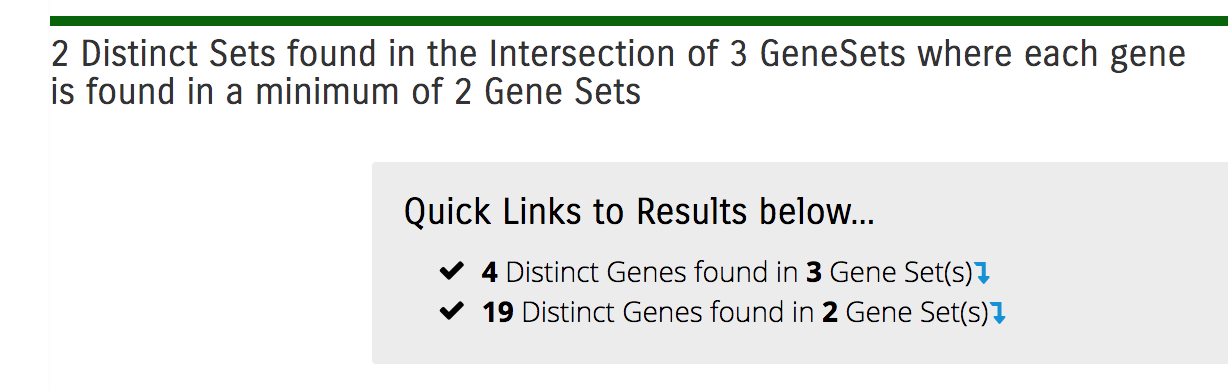 2 Distinct Sets found in the Intersection of 3 GeneSets where each gene
is found in a minimum of 2 Gene Sets
Quick Links to Results below...
4 Distinct Genes found in 3 Gene Set(s)
19 Distinct Genes found in 2 Gene Set(s)